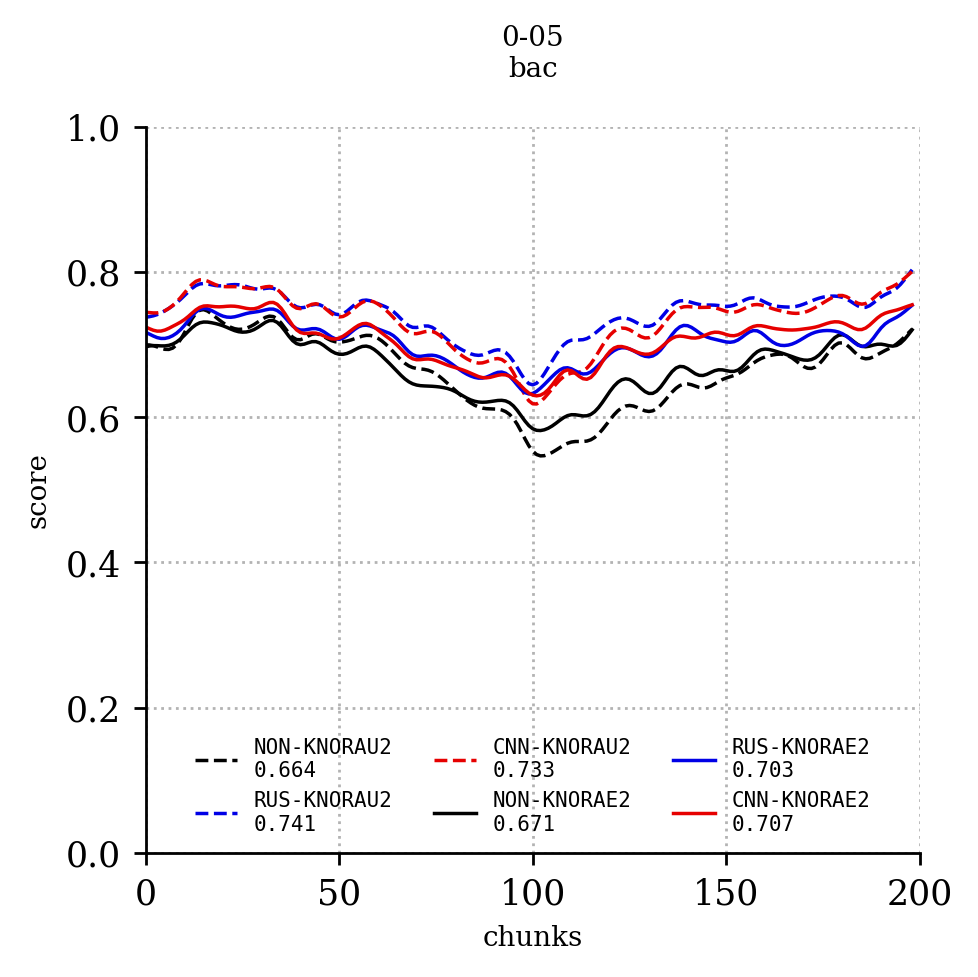 0-05
bac
1.0
0.8
0.6
0.4
0.2
0.0
score
NON-KNORAU2
0.664
RUS-KNORAU2
0.741
CNN-KNORAU2
0.733
NON-KNORAE2
0.671
RUS-KNORAE2
0.703
CNN-KNORAE2
0.707
0 50 100 150 200
chunks